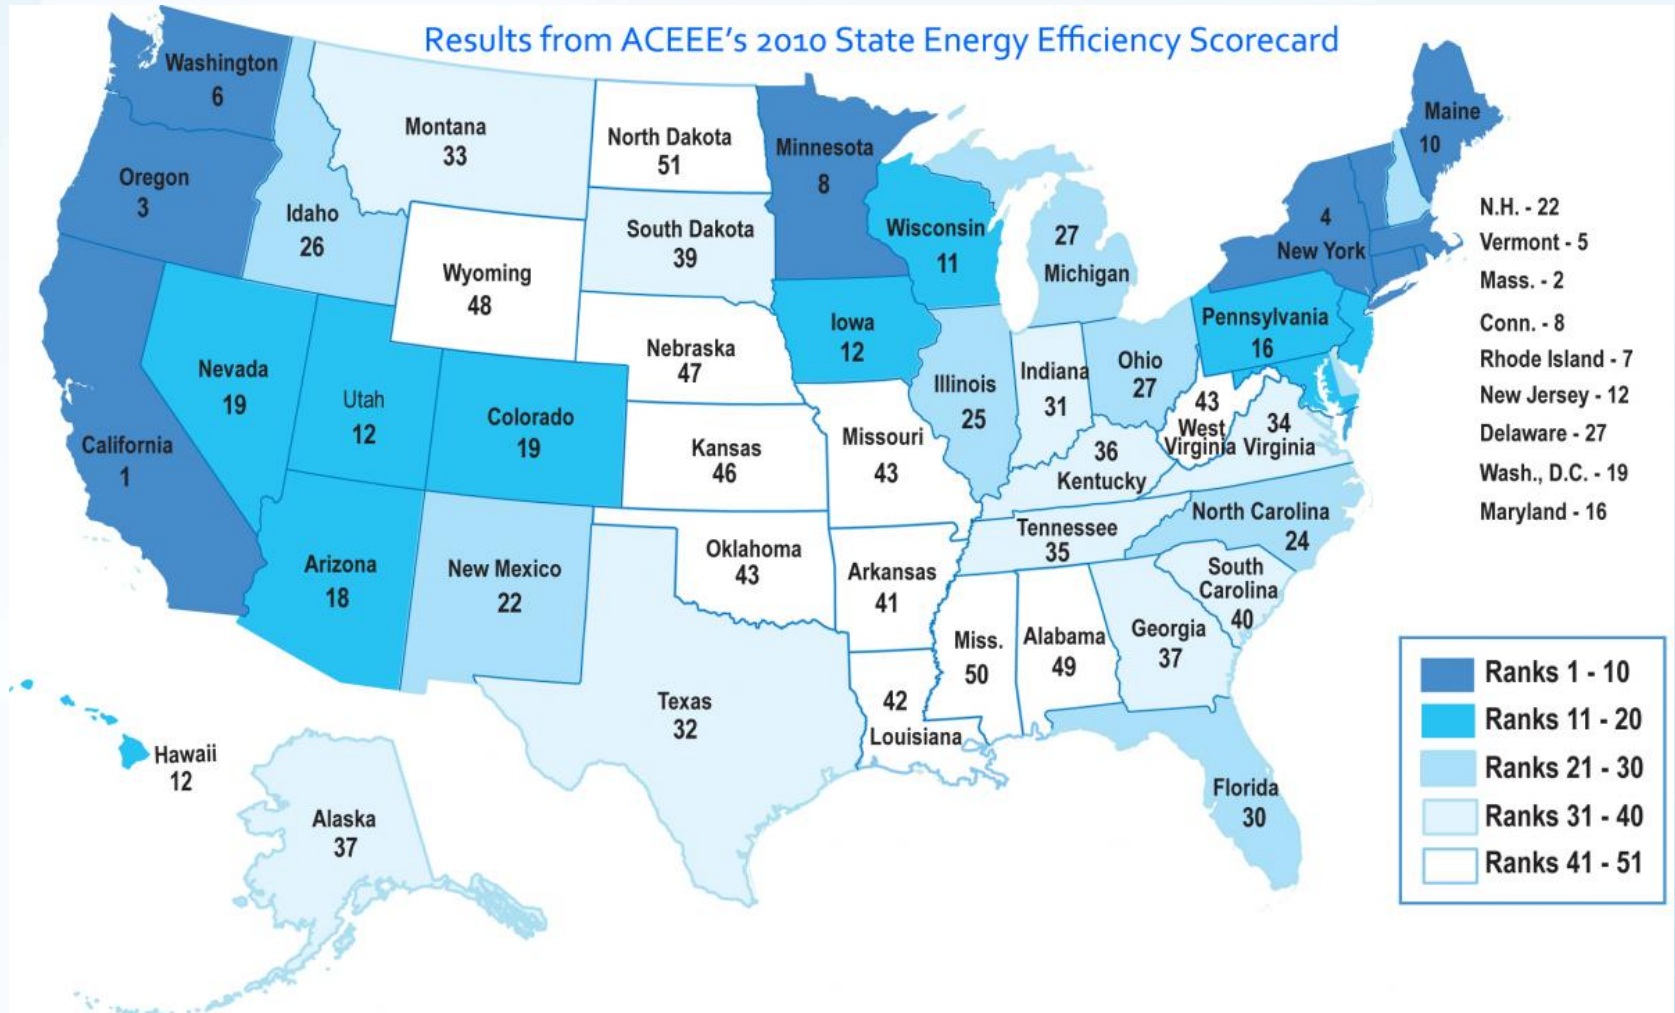 Results from ACEEE's 2010 State Energy Efficiency Scorecard
Washington
6
Oregon
3
California
1
Idaho
26
Nevada
19
Utah
12
Arizona
18
Montana
33
Wyoming
48
Colorado
19
New Mexico
22
North Dakota
51
South Dakota
39
Nebraska
47
Kansas
46
Oklahoma
43
Texas
32
Minnesota
8
Iowa
12
Missouri
43
Arkansas
41
42
Louisiana
Wisconsin
11
Illinois
25
27
Michigan
Indiana
31
Ohio
27
36
Kentucky
Tennessee
35
Miss.
50
Alabama
49
Georgia
37
Florida
30
South
Carolina
40
North Carolina
24
43
West
Virginia
34
Virginia
Pennsylvania
16
4
New York
Maine
10
Hawaii
12
Alaska
37
N.H. - 22
Vermont - 5
Mass. - 2
Conn. - 8
Rhode Island - 7
New Jersey - 12
Delaware - 27
Wash., D.C. - 19
Maryland - 16
Ranks 1 - 10
Ranks 11 - 20
Ranks 21 - 30
Ranks 31 - 40
Ranks 41 - 51